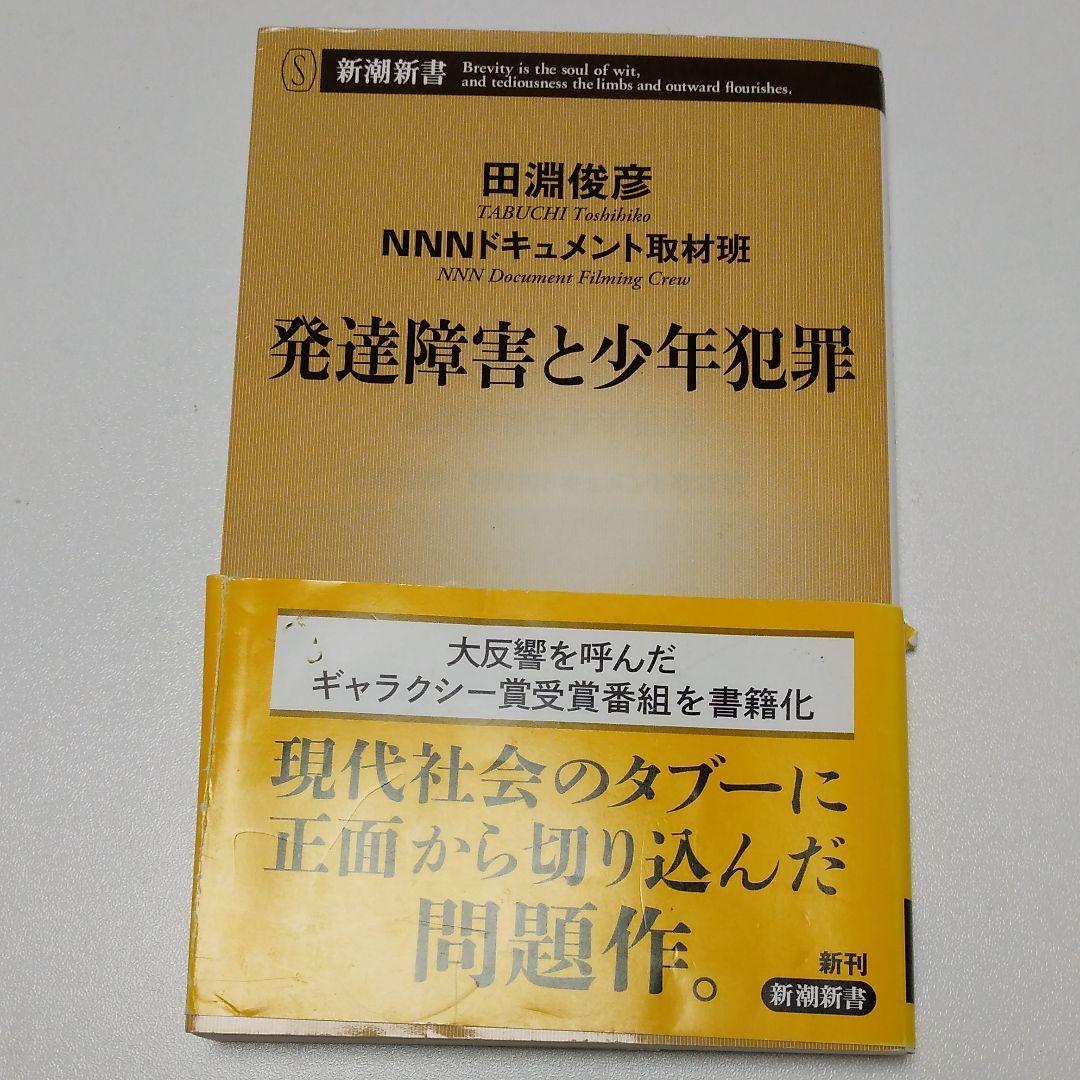 S 新潮新書 Brevity is the soul of wit,
and tediousness the limbs and outward flourishes.
田淵俊彦
TABUCHI Toshihiko
NNNドキュメント取材班
NNN Document Filming Crew
発達障害と少年犯罪
大反響を呼んだ
ギャラクシー賞受賞番組を書籍化
現代社会のタブーに
正面から切り込んだ
問題作。
新刊
新潮新書